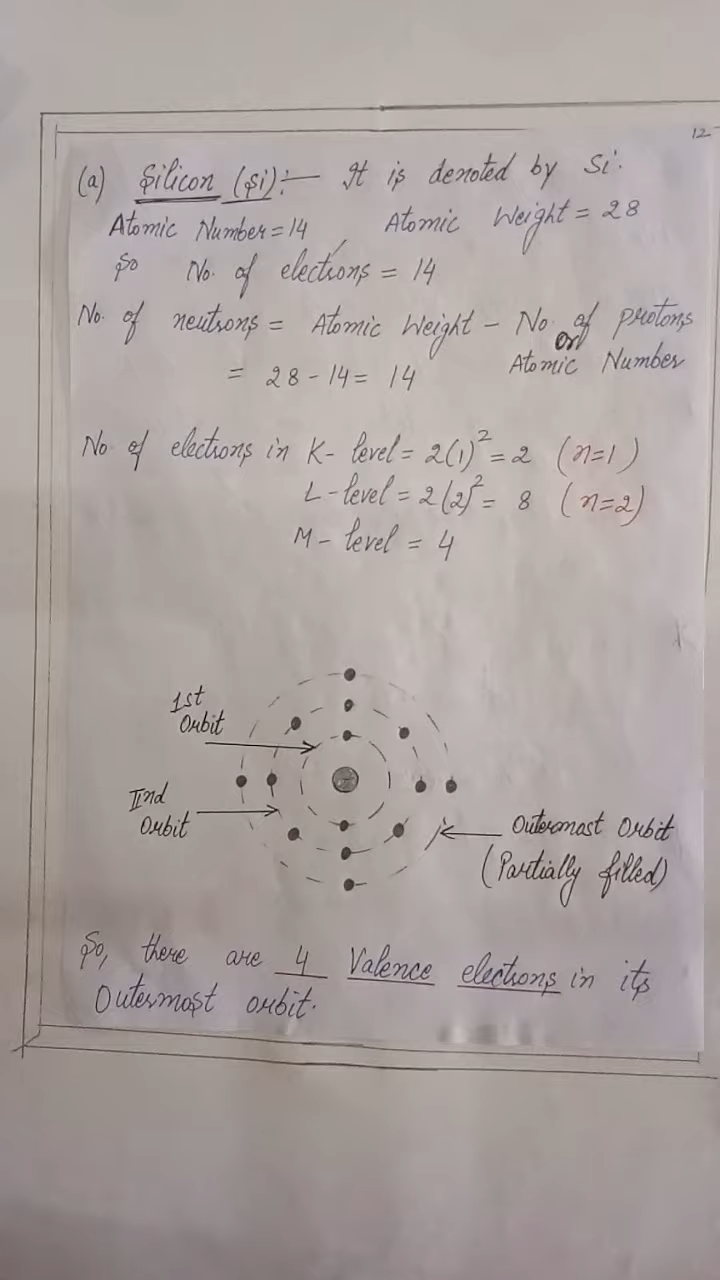 12
(a) Silicon (Si):— It is denoted by Si.
Atomic Number = 14 Atomic Weight = 28
So No. of electrons = 14
No. of neutrons = Atomic Weight - No. of protons
or
= 28 - 14 = 14 Atomic Number
No. of electrons in K- level = 2(1)² = 2 (n=1)
L-level = 2(2)² = 8 (n=2)
M- level = 4
1st
Orbit
IInd
Orbit
Outermost Orbit
(Partially filled)
So, there are 4 Valence electrons in its
Outermost orbit.